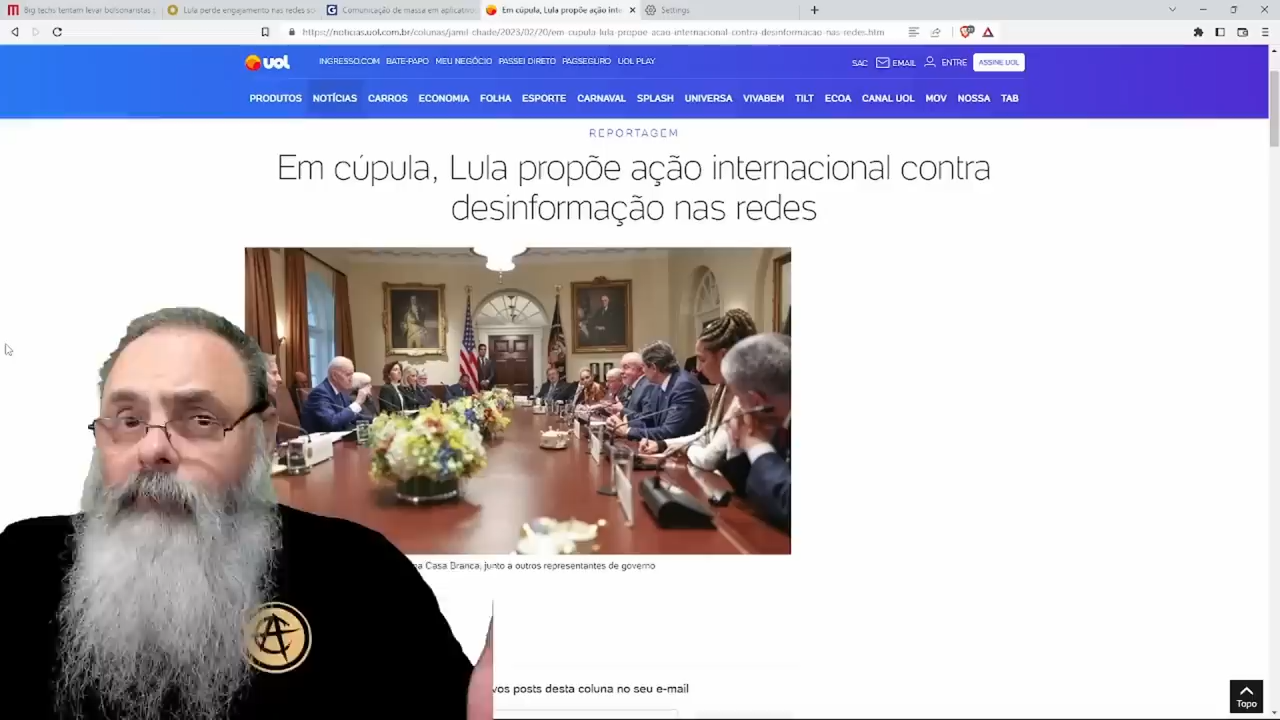 Big techs tentam levar bolsonaristas
Lula perde engajamento nas redes so
Comunicação de massa em aplicativo
Em cúpula, Lula propõe ação inte
Settings
https://noticias.uol.com.br/colunas/jamil-chade/2023/02/20/em-cupula-lula-propoe-acao-internacional-contra-desinformacao-nas-redes.htm
UOL
INGRESSO.COM BATE-PAPO MEU NEGÓCIO PASSEI DIRETO PAGSEGURO UOL PLAY
SAC EMAIL ENTRE ASSINE UOL
PRODUTOS NOTÍCIAS CARROS ECONOMIA FOLHA ESPORTE CARNAVAL SPLASH UNIVERSA VIVABEM TILT ECOA CANAL UOL MOV NOSSA TAB
REPORTAGEM
Em cúpula, Lula propõe ação internacional contra
desinformação nas redes
na Casa Branca, junto a outros representantes de governo
vos posts desta coluna no seu e-mail
Topo